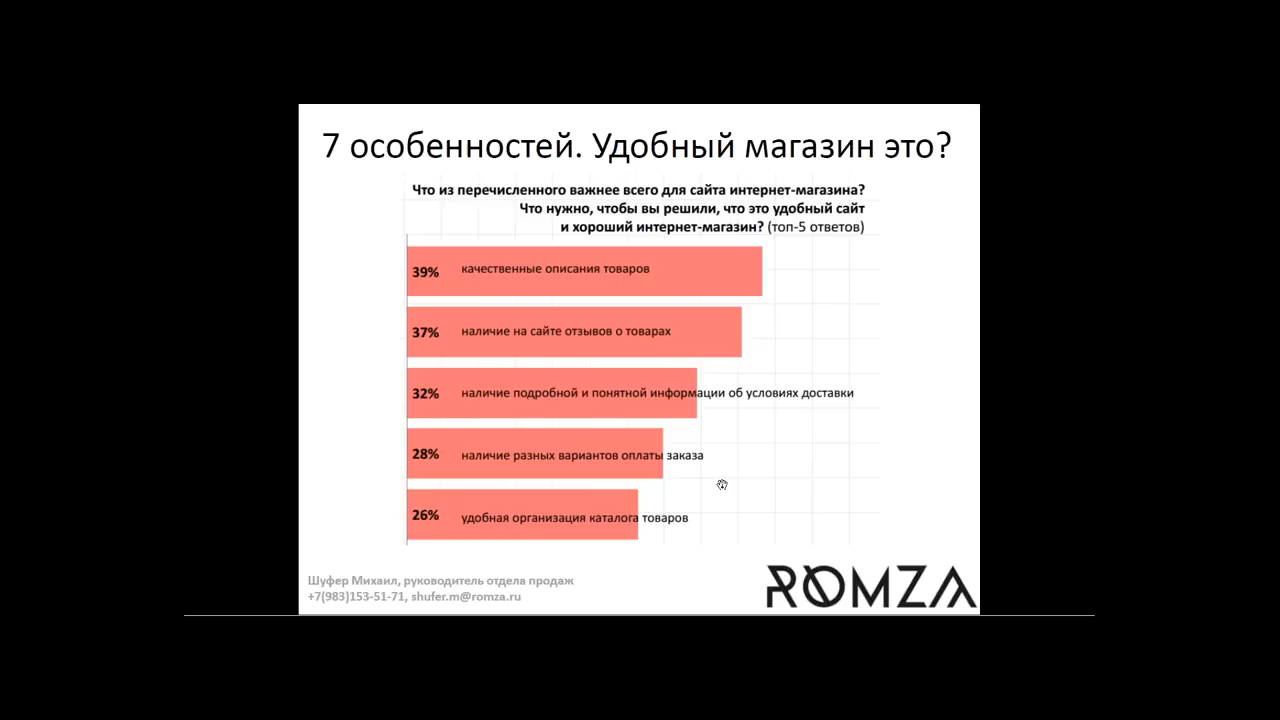 7 особенностей. Удобный магазин это?
Что из перечисленного важнее всего для сайта интернет-магазина?
Что нужно, чтобы вы решили, что это удобный сайт
и хороший интернет-магазин? (топ-5 ответов)
39% качественные описания товаров
37% наличие на сайте отзывов о товарах
32% наличие подробной и понятной информации об условиях доставки
28% наличие разных вариантов оплаты заказа
26% удобная организация каталога товаров
Шуфер Михаил, руководитель отдела продаж
+7(983)153-51-71, shufer.m@romza.ru
ROMZA